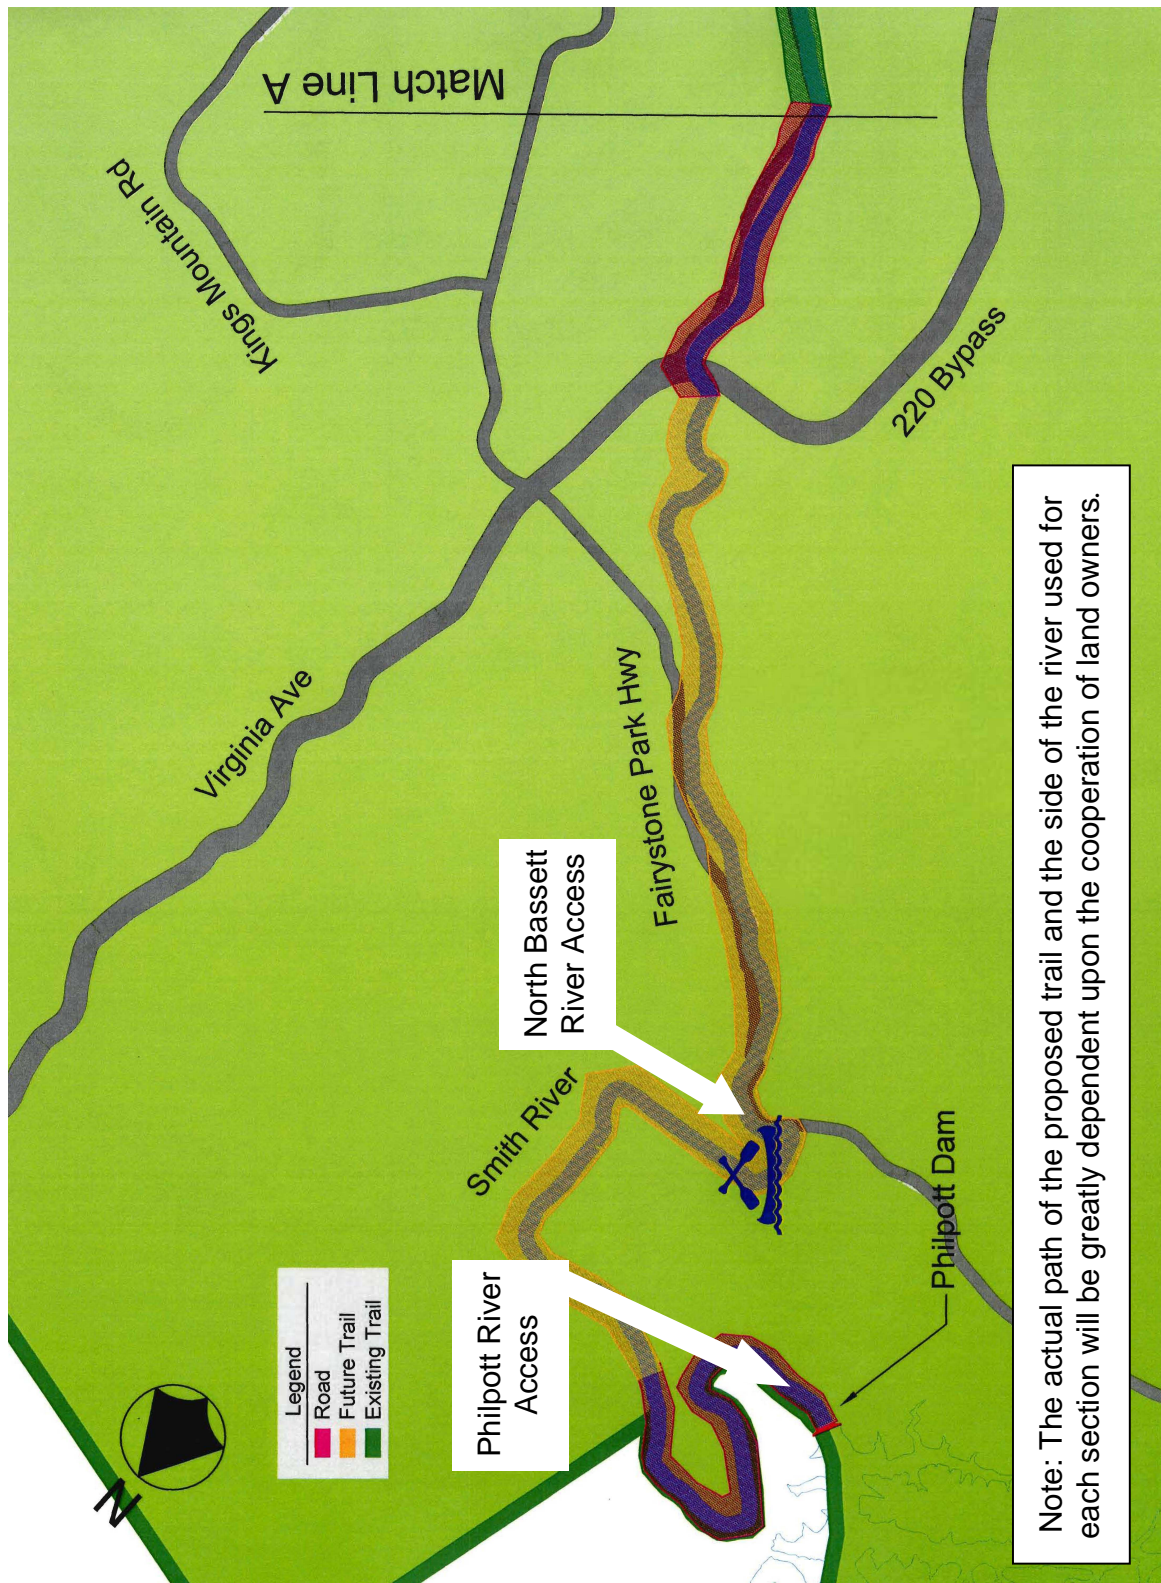 Match Line A
Kings Mountain Rd
220 Bypass
Virginia Ave
Fairystone Park Hwy
North Bassett
River Access
Smith River
Philpott River
Access
Philpott Dam
Legend
Road
Future Trail
Existing Trail
N
Note: The actual path of the proposed trail and the side of the river used for
each section will be greatly dependent upon the cooperation of land owners.